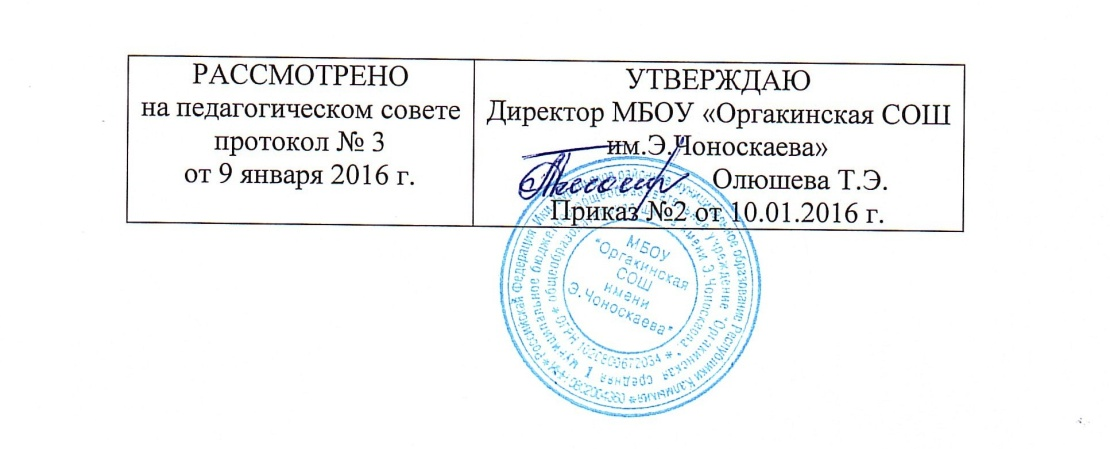 РАССМОТРЕНО
на педагогическом совете
протокол № 3
от 9 января 2016 г.
УТВЕРЖДАЮ
Директор МБОУ «Оргакинская СОШ
им.Э.Чоноскаева»
Олюшева Т.Э.
Приказ №2 от 10.01.2016 г.
МБОУ
"Оргакинская
СОШ
имени
Э.Чоноскаева"